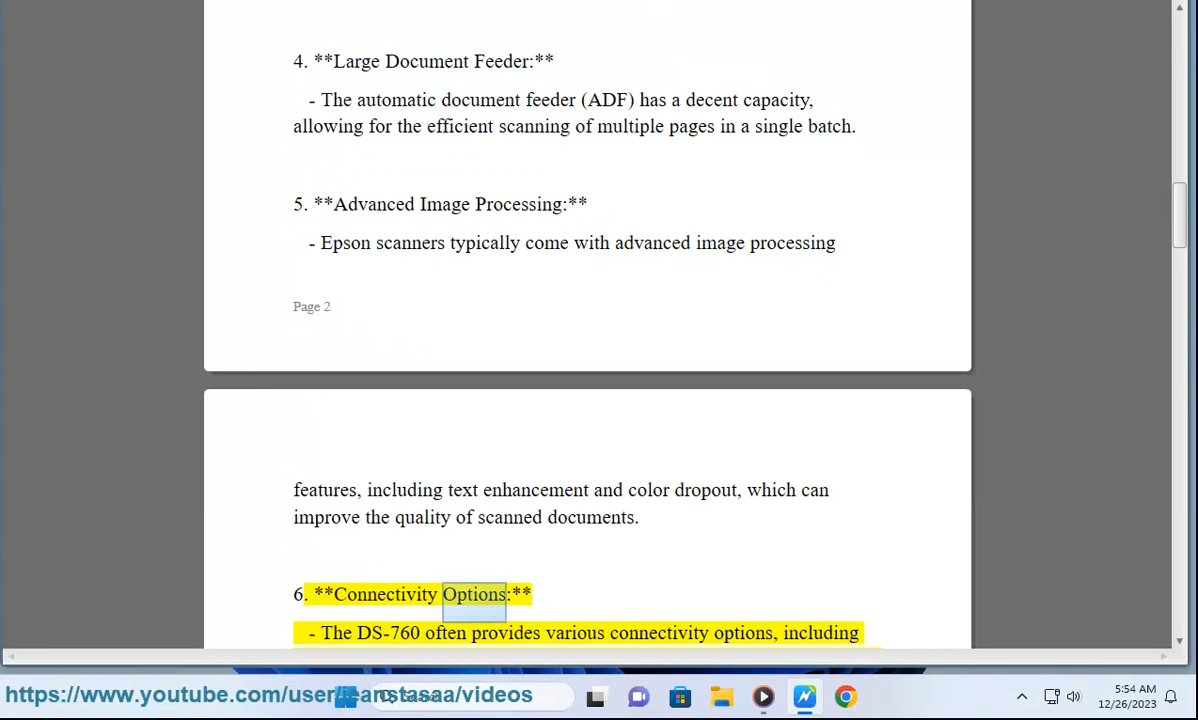 4. **Large Document Feeder:**
- The automatic document feeder (ADF) has a decent capacity,
allowing for the efficient scanning of multiple pages in a single batch.
5. **Advanced Image Processing:**
- Epson scanners typically come with advanced image processing
Page 2
features, including text enhancement and color dropout, which can
improve the quality of scanned documents.
6. **Connectivity Options:**
- The DS-760 often provides various connectivity options, including
5:54 AM
12/26/2023